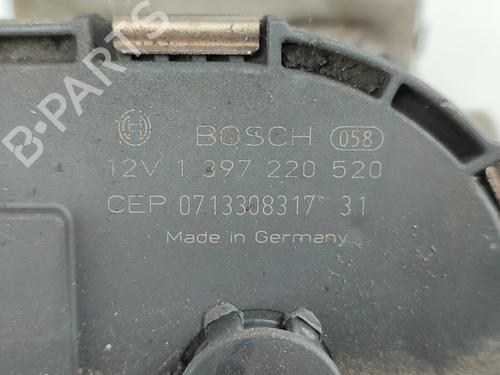 B-PARTS
BOSCH 058
12V 1 397 220 520
CEP 0713308317 31
Made in Germany